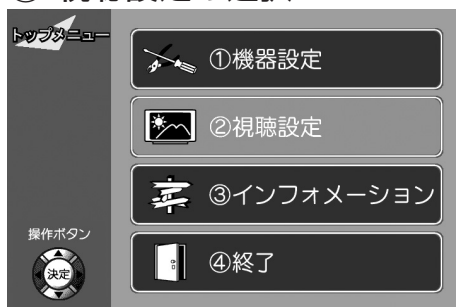 トップメニュー
①機器設定
②視聴設定
③インフォメーション
④終了
操作ボタン
決定